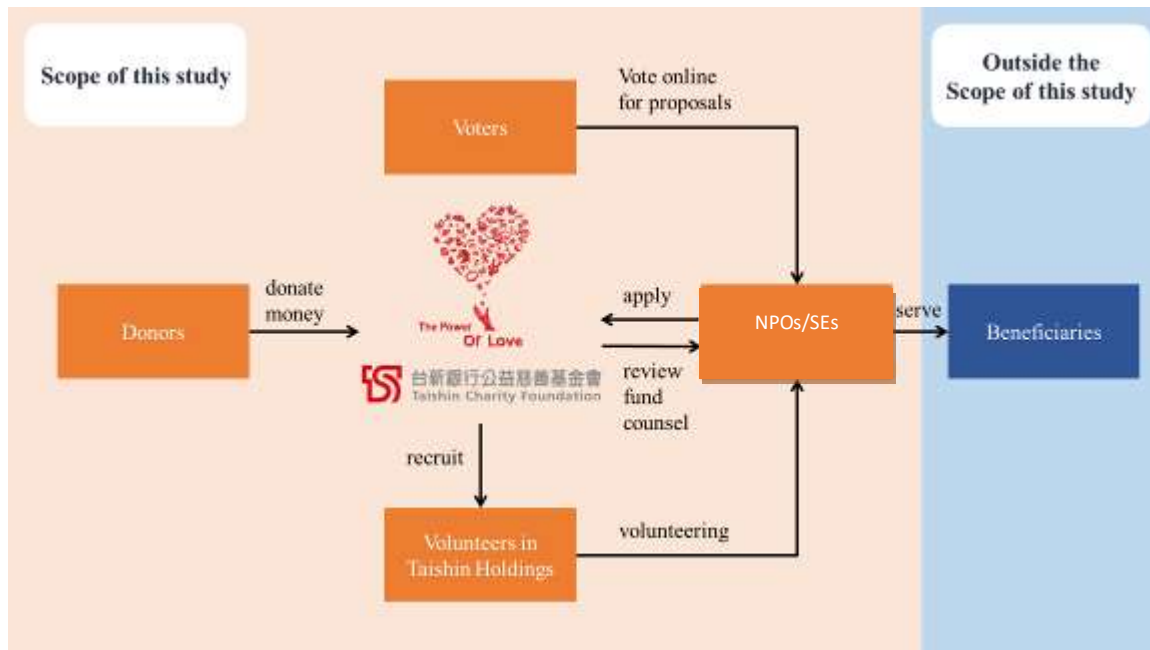 Scope of this study
Outside the
Scope of this study
Vote online
for proposals
Voters
donate
money
Donors
The Power
Of Love
台新銀行公益慈善基金會
Taishin Charity Foundation
apply
review
fund
counsel
NPOs/SEs
serve
Beneficiaries
recruit
Volunteers in
Taishin Holdings
volunteering